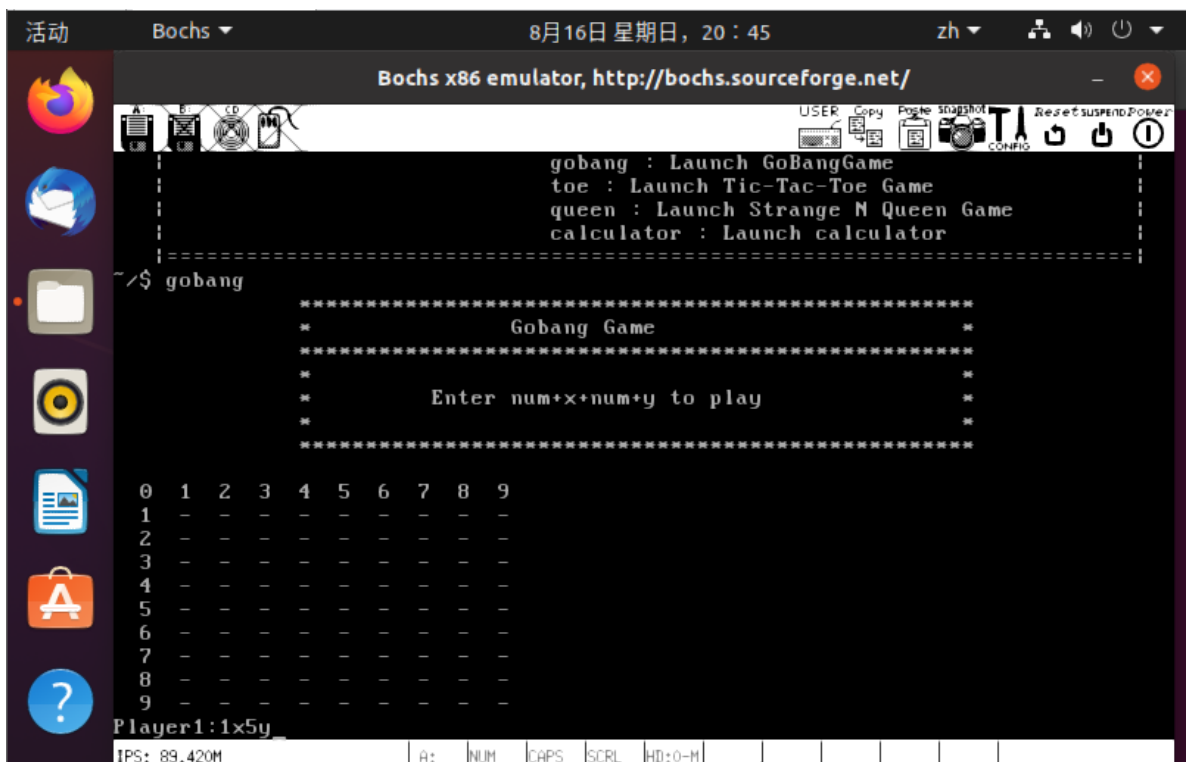 活动 Bochs 8月16日 星期日，20：45 zh
Bochs x86 emulator, http://bochs.sourceforge.net/
A: B: CD USER Copy Paste snapshot CONFIG Reset SUSPEND Power
¦ gobang : Launch GoBangGame ¦
¦ toe : Launch Tic-Tac-Toe Game ¦
¦ queen : Launch Strange N Queen Game ¦
¦ calculator : Launch calculator ¦
¦=========================================================================¦
~/$ gobang
***************************************************
* Gobang Game *
***************************************************
* *
* Enter num+x+num+y to play *
* *
***************************************************
0 1 2 3 4 5 6 7 8 9
1 - - - - - - - - -
2 - - - - - - - - -
3 - - - - - - - - -
4 - - - - - - - - -
5 - - - - - - - - -
6 - - - - - - - - -
7 - - - - - - - - -
8 - - - - - - - - -
9 - - - - - - - - -
Player1:1x5y_
IPS: 89.420M A: NUM CAPS SCRL HD:0-M